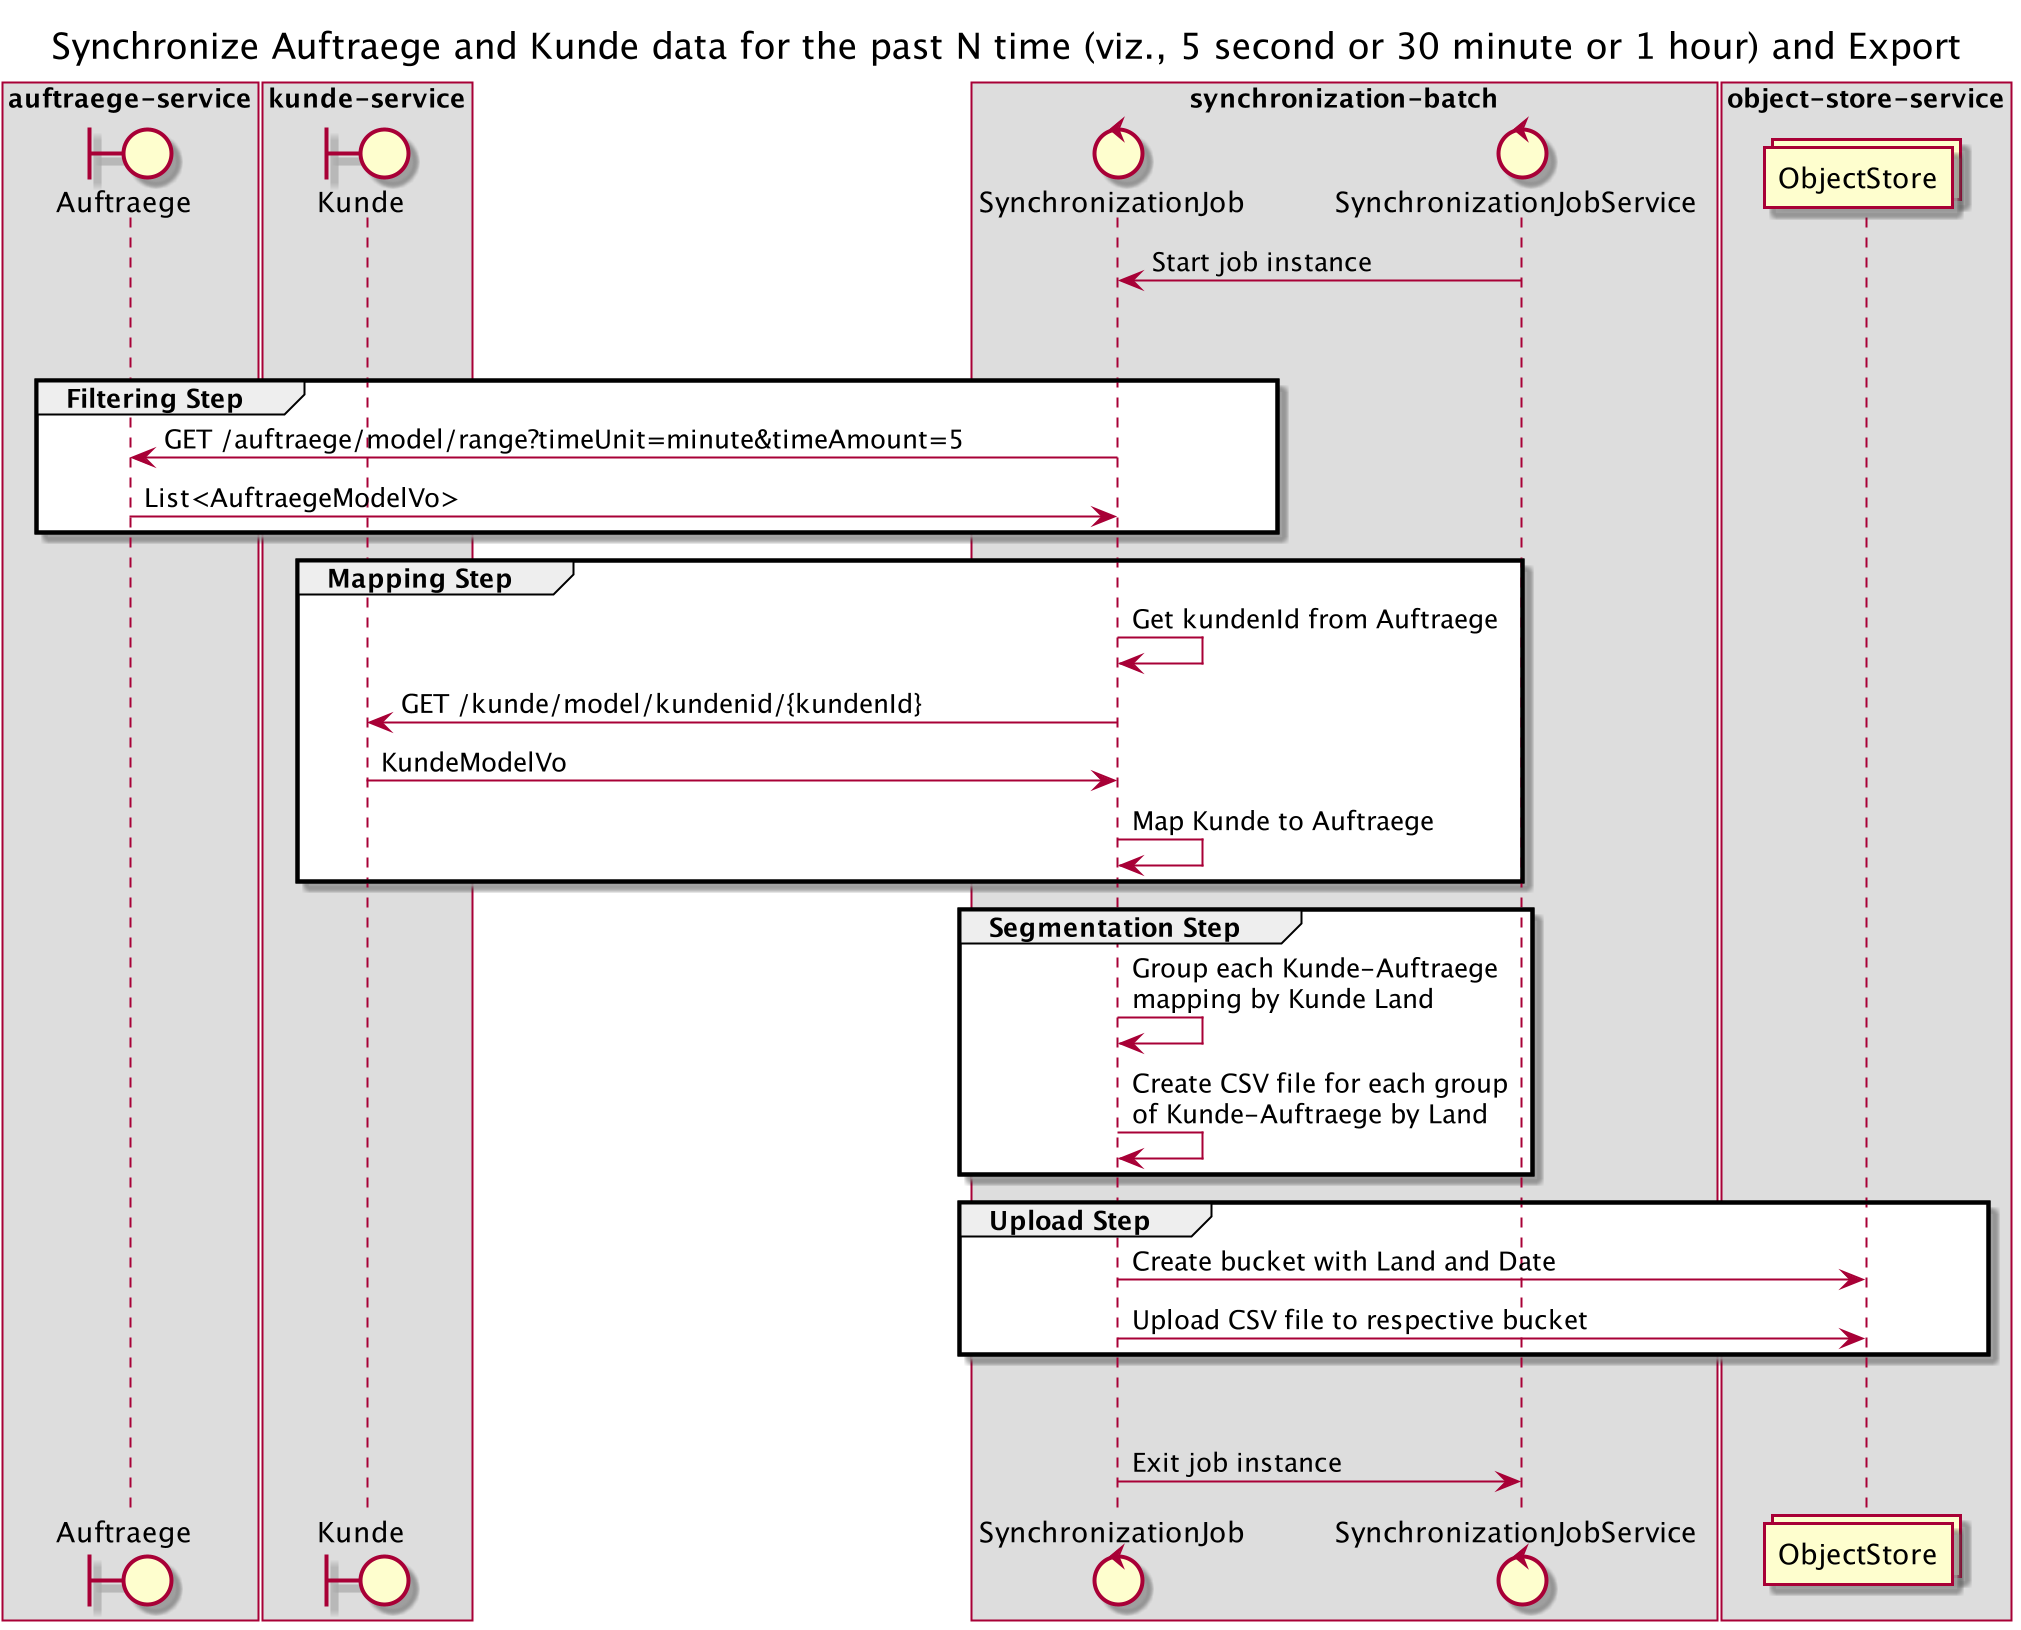 Synchronize Auftraege and Kunde data for the past N time (viz., 5 second or 30 minute or 1 hour) and Export
auftraege-service
kunde-service
synchronization-batch
object-store-service
Auftraege
Kunde
SynchronizationJob
SynchronizationJobService
ObjectStore
Start job instance
Filtering Step
GET /auftraege/model/range?timeUnit=minute&timeAmount=5
List<AuftraegeModelVo>
Mapping Step
Get kundenId from Auftraege
GET /kunde/model/kundenid/{kundenId}
KundeModelVo
Map Kunde to Auftraege
Segmentation Step
Group each Kunde-Auftraege
mapping by Kunde Land
Create CSV file for each group
of Kunde-Auftraege by Land
Upload Step
Create bucket with Land and Date
Upload CSV file to respective bucket
Exit job instance
Auftraege
Kunde
SynchronizationJob
SynchronizationJobService
ObjectStore